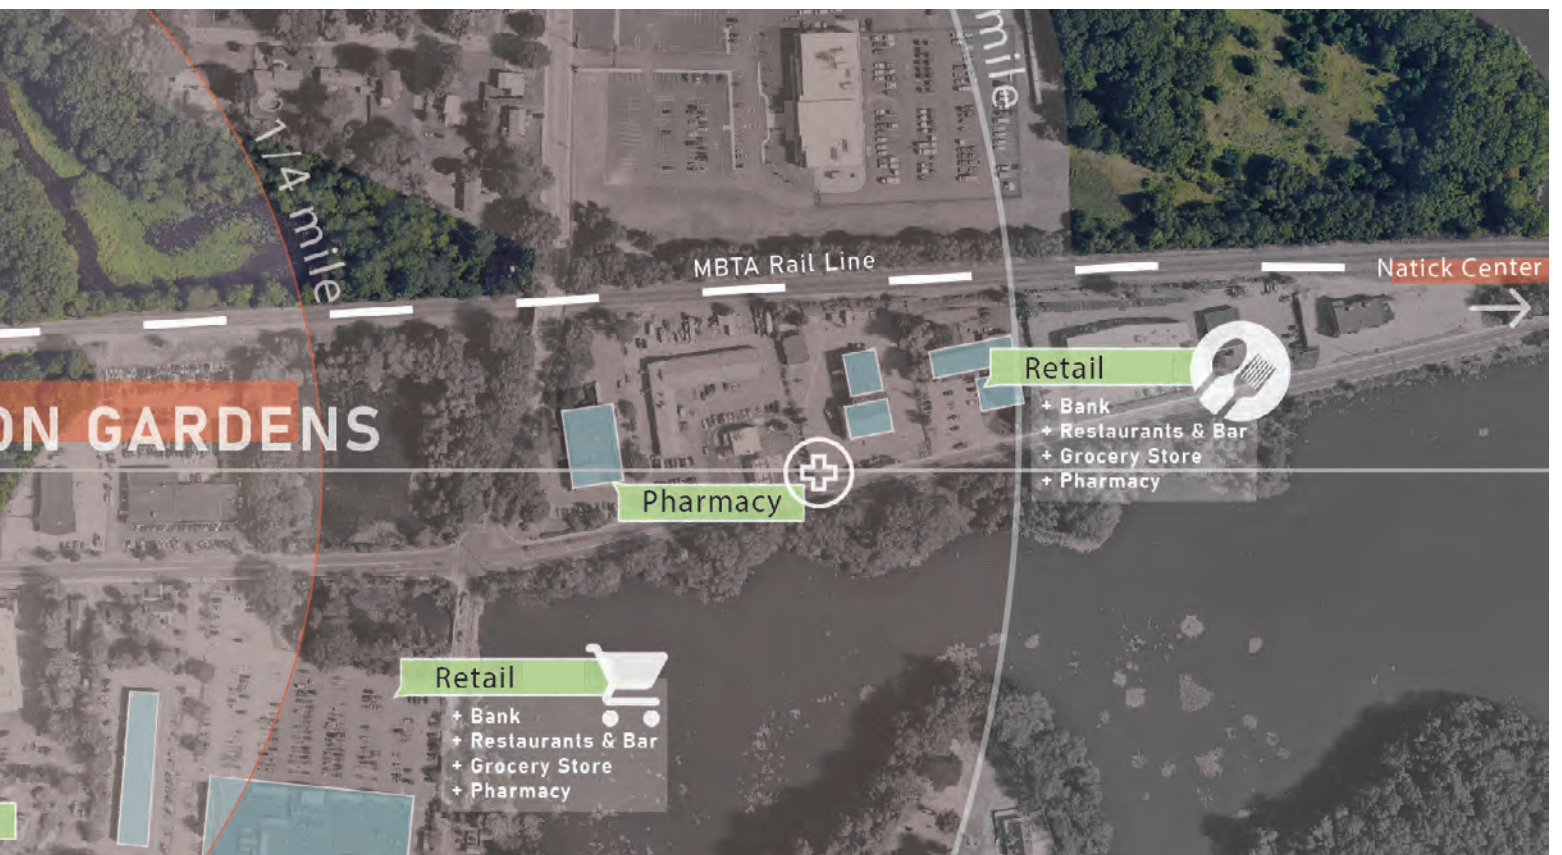 mile
1/4 mile
MBTA Rail Line
Natick Center
Retail
+ Bank
+ Restaurants & Bar
+ Grocery Store
+ Pharmacy
ON GARDENS
Pharmacy
Retail
+ Bank
+ Restaurants & Bar
+ Grocery Store
+ Pharmacy